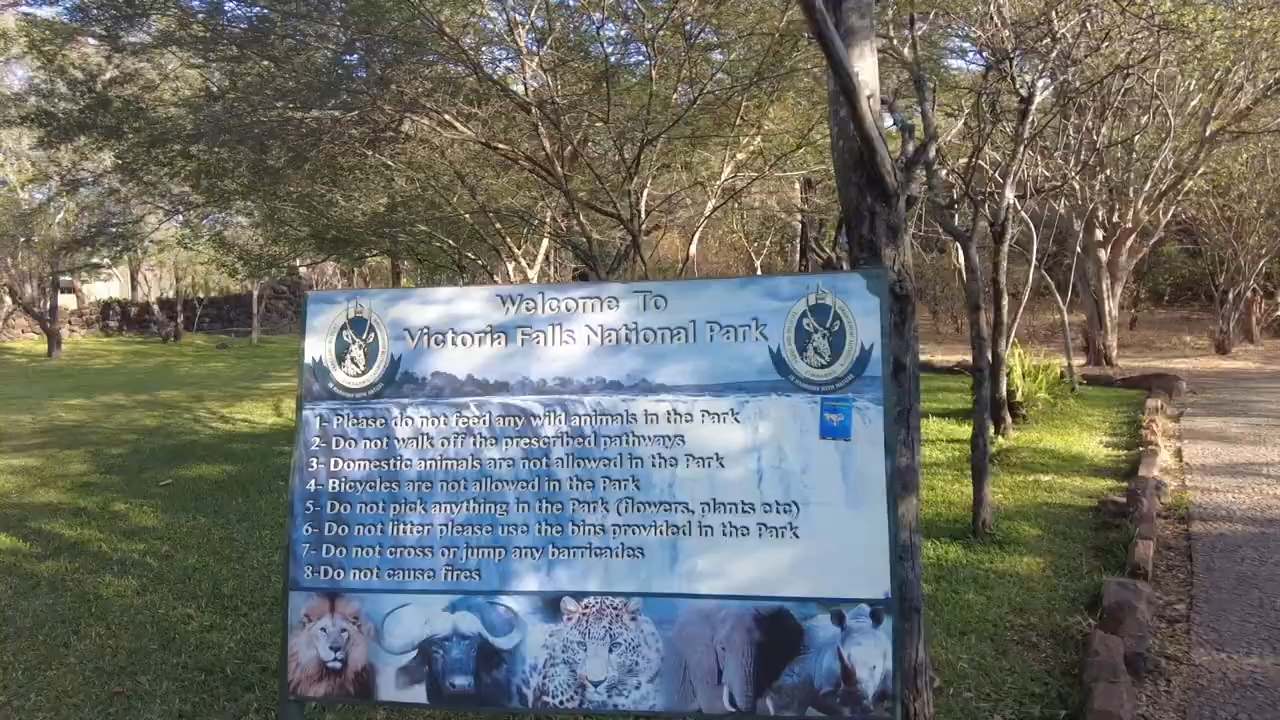 Welcome To
Victoria Falls National Park
1- Please do not feed any wild animals in the Park
2- Do not walk off the prescribed pathways
3- Domestic animals are not allowed in the Park
4- Bicycles are not allowed in the Park
5- Do not pick anything in the Park (flowers, plants etc)
6- Do not litter please use the bins provided in the Park
7- Do not cross or jump any barricades
8-Do not cause fires